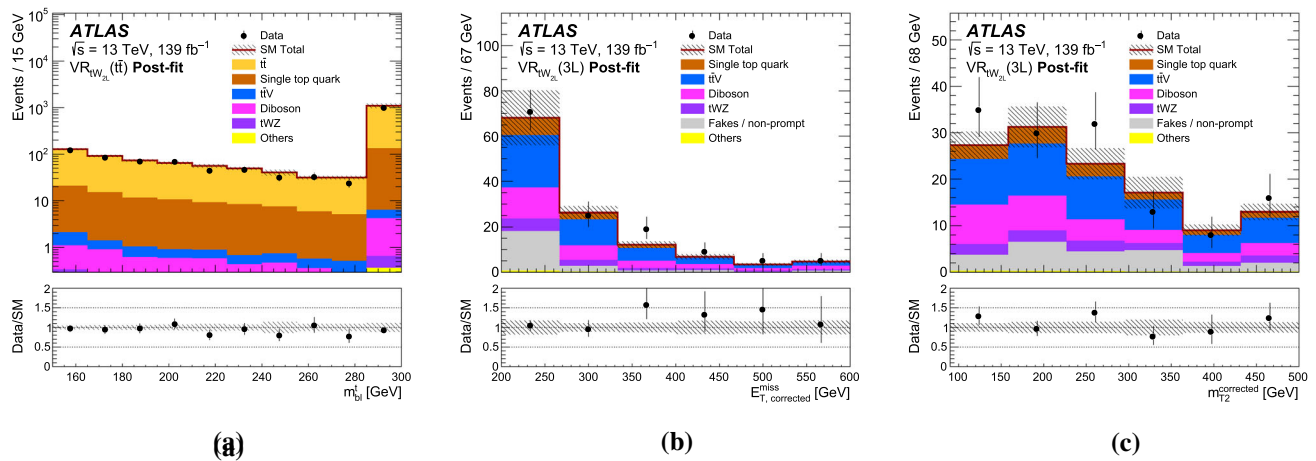 Events / 15 GeV
10⁵
10⁴
10³
10²
10
1
ATLAS
√s = 13 TeV, 139 fb⁻¹
VR_tW2L(tt̄) Post-fit
Data
SM Total
tt̄
Single top quark
tt̄V
Diboson
tWZ
Others
Data/SM
2
1.5
1
0.5
0
160 180 200 220 240 260 280 300
m_bl^t [GeV]
(a)
Events / 67 GeV
100
80
60
40
20
0
ATLAS
√s = 13 TeV, 139 fb⁻¹
VR_tW2L(3L) Post-fit
Data
SM Total
Single top quark
tt̄V
Diboson
tWZ
Fakes / non-prompt
Others
Data/SM
2
1.5
1
0.5
0
200 250 300 350 400 450 500 550 600
E_T, corrected^miss [GeV]
(b)
Events / 68 GeV
50
40
30
20
10
0
ATLAS
√s = 13 TeV, 139 fb⁻¹
VR_tW2L(3L) Post-fit
Data
SM Total
Single top quark
tt̄V
Diboson
tWZ
Fakes / non-prompt
Others
Data/SM
2
1.5
1
0.5
0
100 150 200 250 300 350 400 450 500
m_T2^corrected [GeV]
(c)